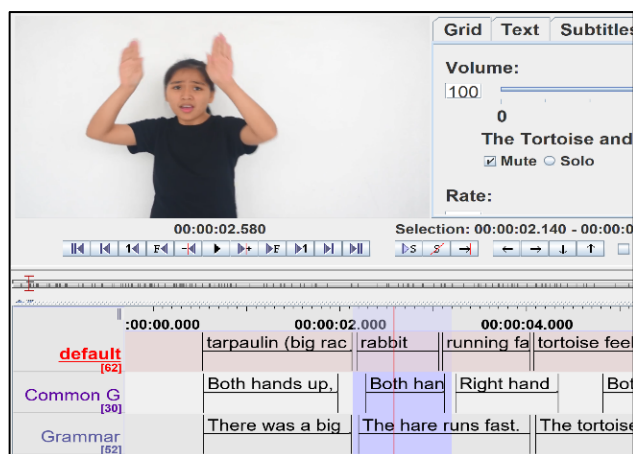 Grid Text Subtitles
Volume:
100
0
The Tortoise and
Mute Solo
Rate:
00:00:02.580
Selection: 00:00:02.140 - 00:00:0
1 F - + F 1
S S
:00:00.000 00:00:02.000 00:00:04.000
default
[62]
tarpaulin (big rac rabbit running fa tortoise feel
Common G
[30]
Both hands up, Both han Right hand Bot
Grammar
[52]
There was a big The hare runs fast. The tortoise